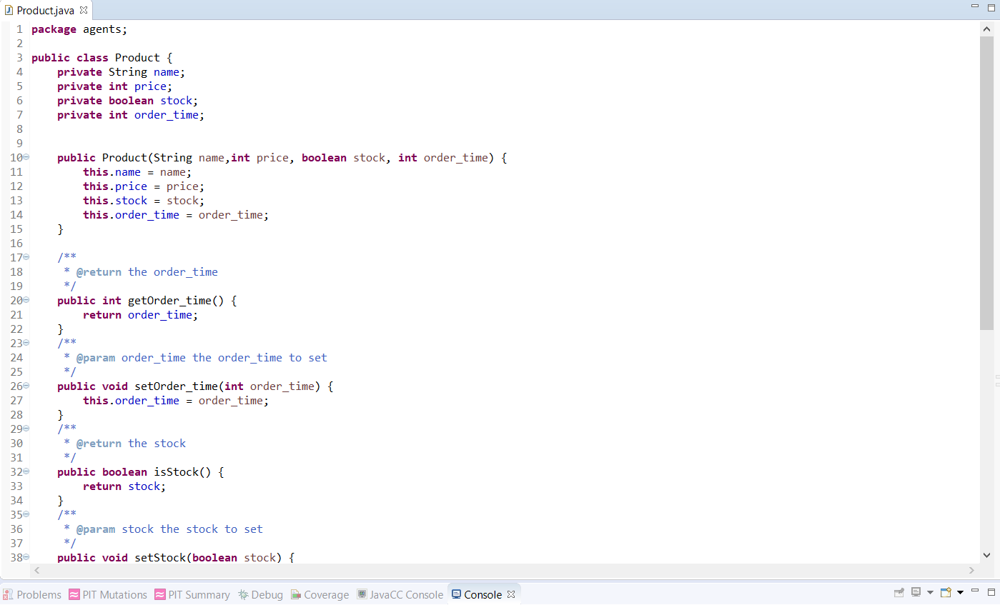 Product.java
1 package agents;
2
3 public class Product {
4     private String name;
5     private int price;
6     private boolean stock;
7     private int order_time;
8
9
10     public Product(String name,int price, boolean stock, int order_time) {
11         this.name = name;
12         this.price = price;
13         this.stock = stock;
14         this.order_time = order_time;
15     }
16
17     /**
18      * @return the order_time
19      */
20     public int getOrder_time() {
21         return order_time;
22     }
23     /**
24      * @param order_time the order_time to set
25      */
26     public void setOrder_time(int order_time) {
27         this.order_time = order_time;
28     }
29     /**
30      * @return the stock
31      */
32     public boolean isStock() {
33         return stock;
34     }
35     /**
36      * @param stock the stock to set
37      */
38     public void setStock(boolean stock) {
Problems PIT Mutations PIT Summary Debug Coverage JavaCC Console Console